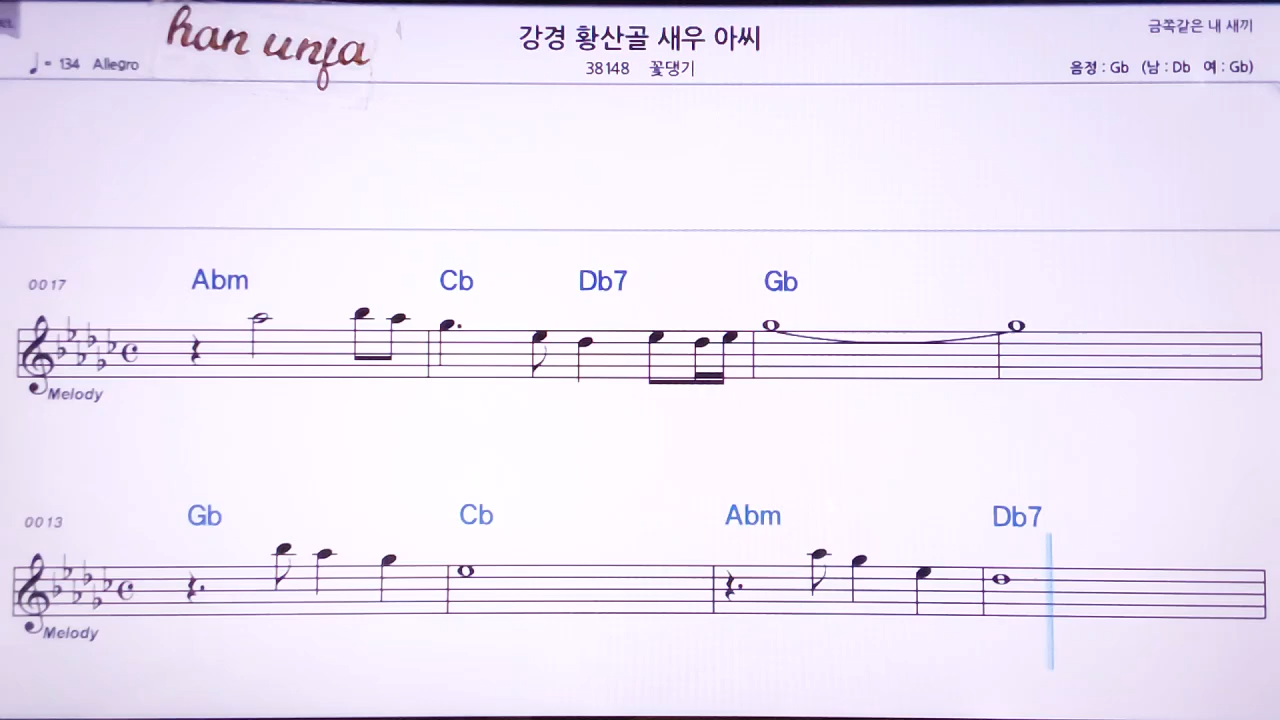 han unfa
강경 황산골 새우 아씨
금쪽같은 내 새끼
♩ = 134 Allegro
38148 꽃댕기
음정 : Gb (남 : Db 여 : Gb)
0017
Abm Cb Db7 Gb
Melody
0013
Gb Cb Abm Db7
Melody